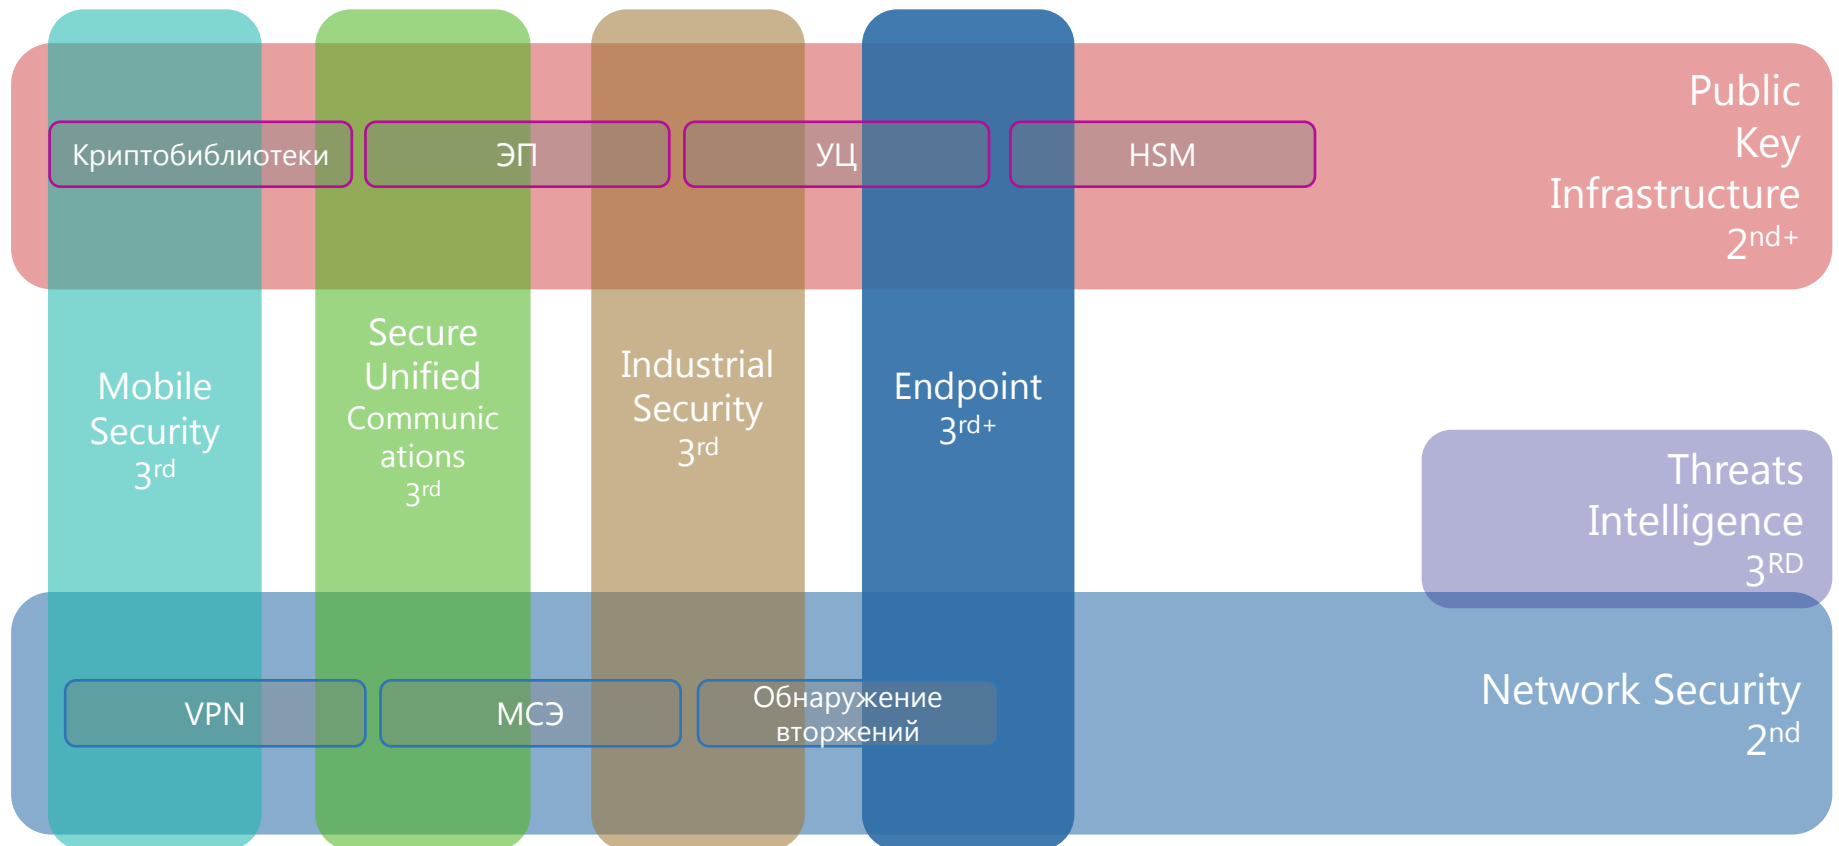 Public
Key
Infrastructure
2nd+
Криптобиблиотеки
ЭП
УЦ
HSM
Mobile
Security
3rd
Secure
Unified
Communic
ations
3rd
Industrial
Security
3rd
Endpoint
3rd+
Threats
Intelligence
3RD
VPN
МСЭ
Обнаружение
вторжений
Network Security
2nd